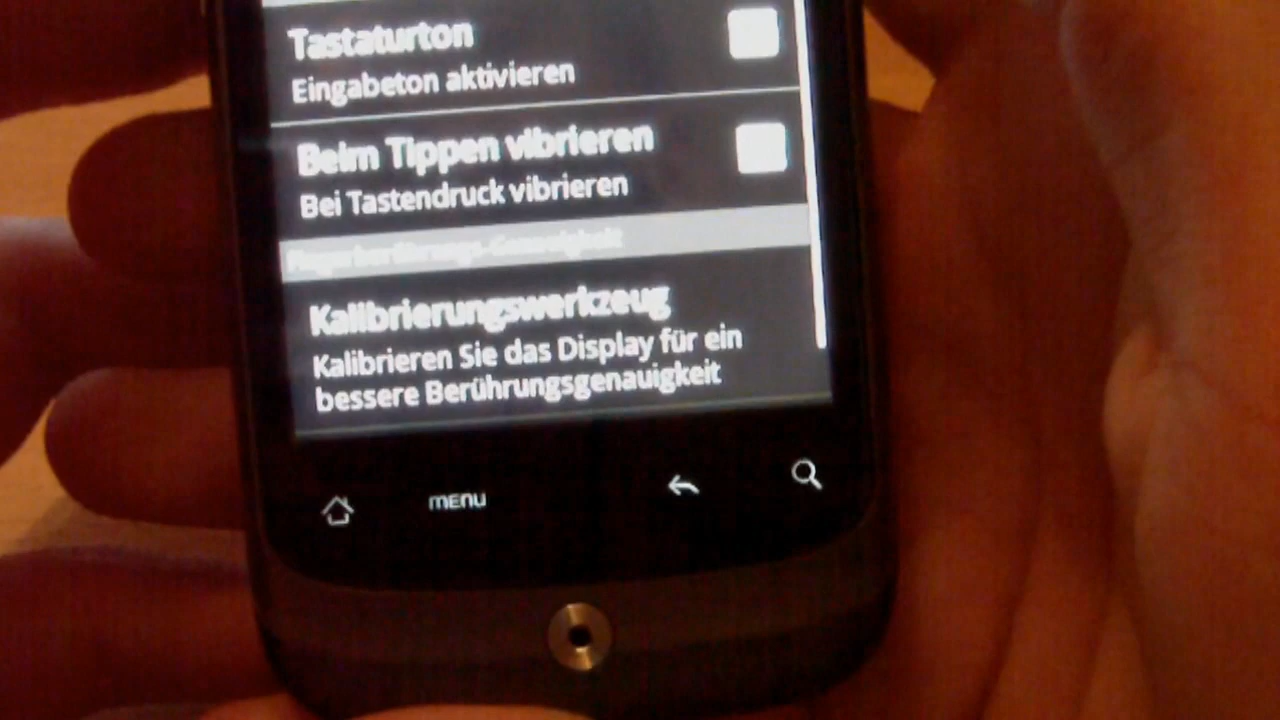 Tastaturton
Eingabeton aktivieren
Beim Tippen vibrieren
Bei Tastendruck vibrieren
Kalibrierungswerkzeug
Kalibrieren Sie das Display für ein
bessere Berührungsgenauigkeit
MENU